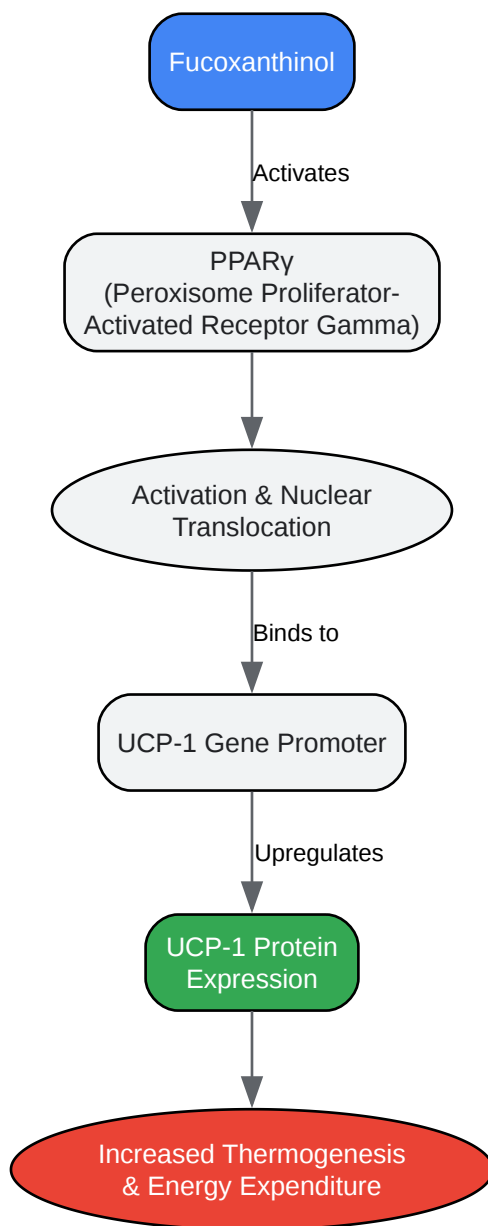 Fucoxanthinol
Activates
PPARγ
(Peroxisome Proliferator-
Activated Receptor Gamma)
Activation & Nuclear
Translocation
Binds to
UCP-1 Gene Promoter
Upregulates
UCP-1 Protein
Expression
Increased Thermogenesis
& Energy Expenditure